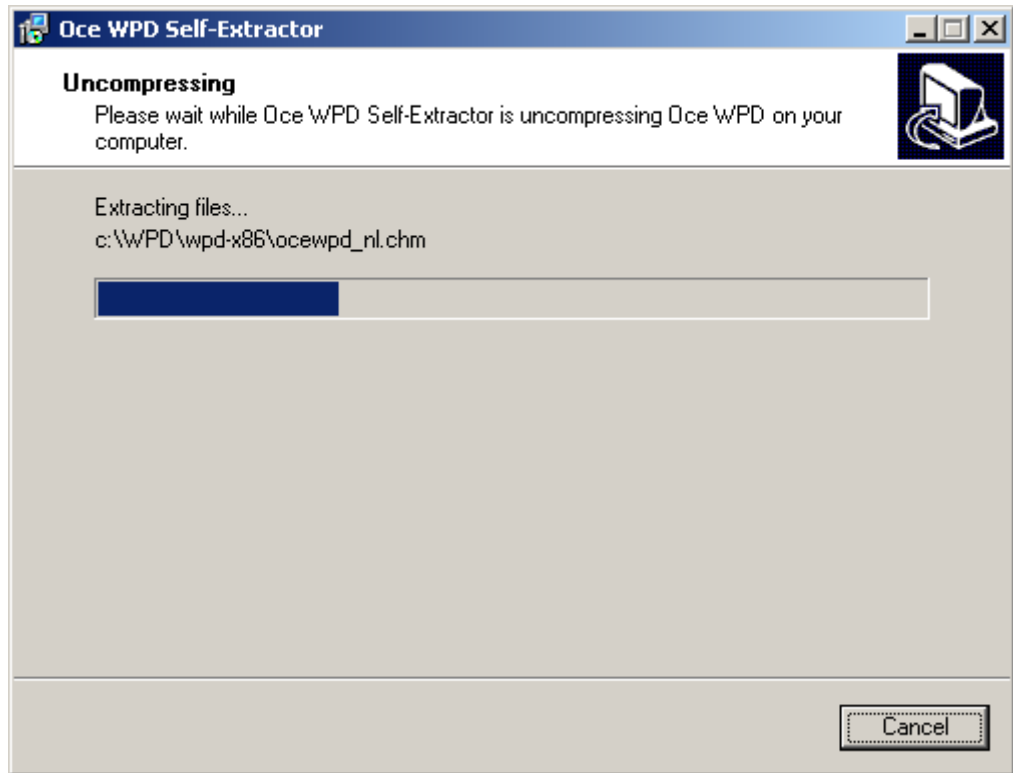 Oce WPD Self-Extractor
Uncompressing
Please wait while Oce WPD Self-Extractor is uncompressing Oce WPD on your
computer.
Extracting files...
c:\WPD\wpd-x86\ocewpd_nl.chm
Cancel